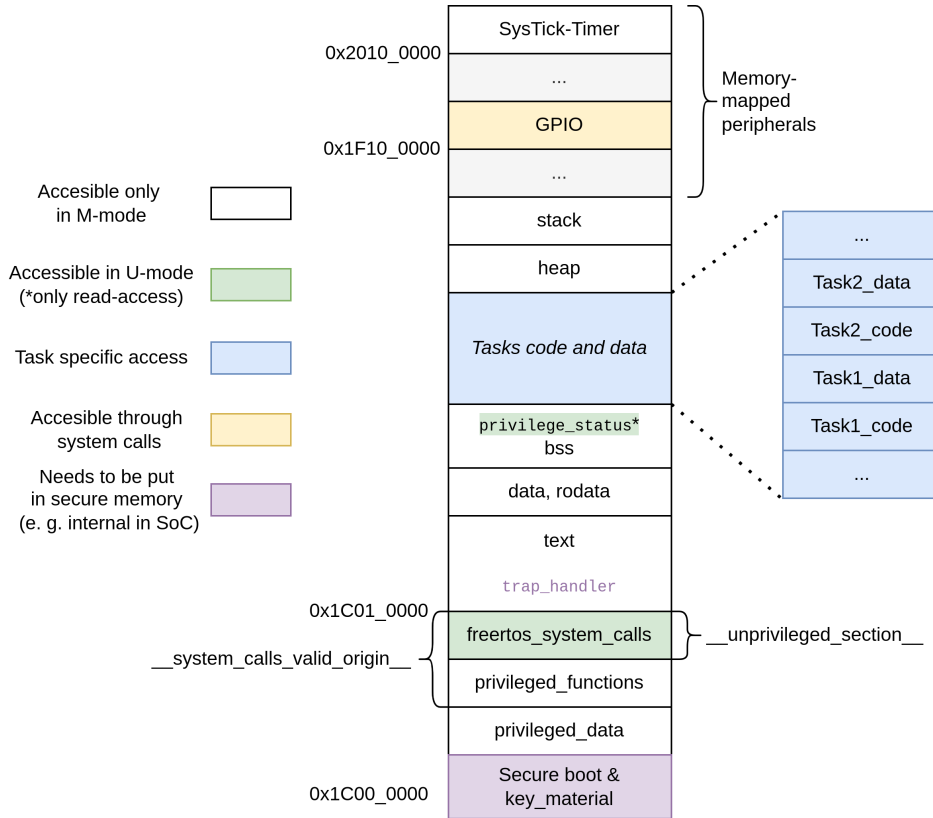 SysTick-Timer
0x2010_0000
...
Memory-
mapped
peripherals
GPIO
0x1F10_0000
...
Accesible only
in M-mode
stack
Accessible in U-mode
(*only read-access)
heap
Task specific access
Tasks code and data
...
Task2_data
Task2_code
Task1_data
Task1_code
...
Accesible through
system calls
privilege_status*
bss
Needs to be put
in secure memory
(e. g. internal in SoC)
data, rodata
text
trap_handler
0x1C01_0000
freertos_system_calls
__unprivileged_section__
__system_calls_valid_origin__
privileged_functions
privileged_data
Secure boot &
key_material
0x1C00_0000